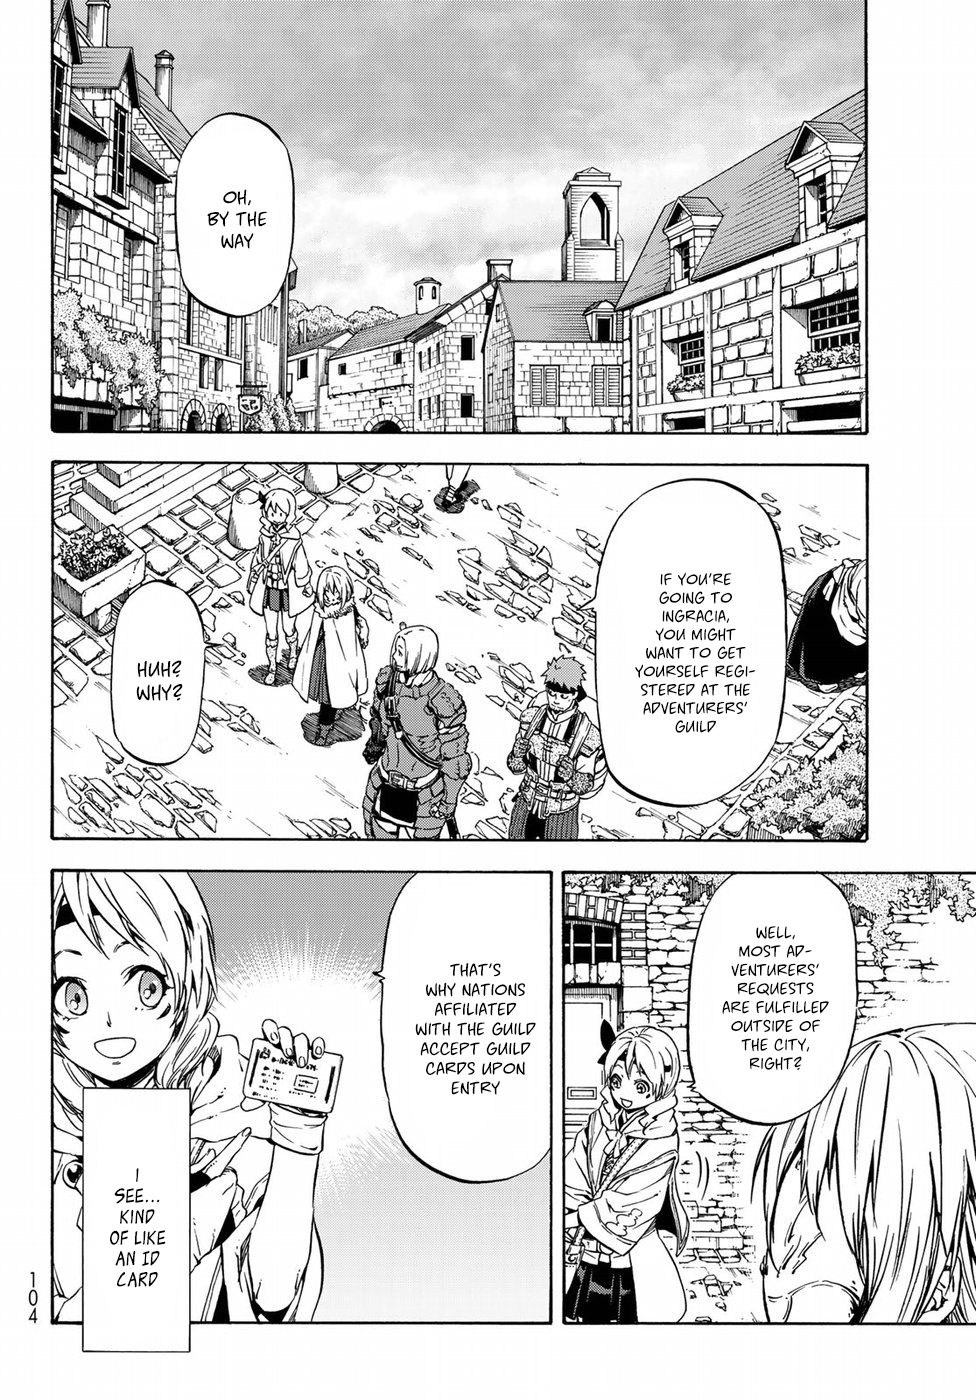 OH,
BY THE
WAY
IF YOU'RE
GOING TO
INGRACIA,
YOU MIGHT
WANT TO GET
YOURSELF REGI-
STERED AT THE
ADVENTURERS'
GUILD
HUH?
WHY?
WELL,
MOST AD-
VENTURERS'
REQUESTS
ARE FULFILLED
OUTSIDE OF
THE CITY,
RIGHT?
THAT'S
WHY NATIONS
AFFILIATED
WITH THE GUILD
ACCEPT GUILD
CARDS UPON
ENTRY
I
SEE...
KIND
OF LIKE
AN ID
CARD
104